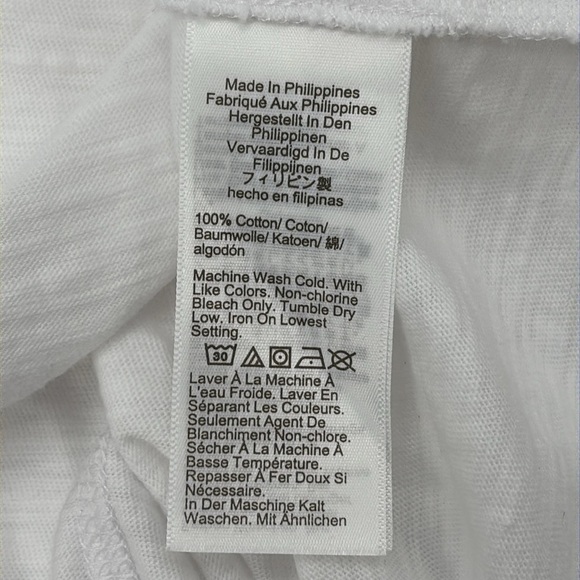 Made In Philippines
Fabriqué Aux Philippines
Hergestellt In Den
Philippinen
Vervaardigd In De
Filippijnen
フィリピン製
hecho en filipinas
100% Cotton/ Coton/
Baumwolle/ Katoen/ 綿/
algodón
Machine Wash Cold. With
Like Colors. Non-chlorine
Bleach Only. Tumble Dry
Low. Iron On Lowest
Setting.
30
Laver À La Machine À
L'eau Froide. Laver En
Séparant Les Couleurs.
Seulement Agent De
Blanchiment Non-chlore.
Sécher À La Machine À
Basse Température.
Repasser À Fer Doux Si
Nécessaire.
In Der Maschine Kalt
Waschen. Mit Ähnlichen